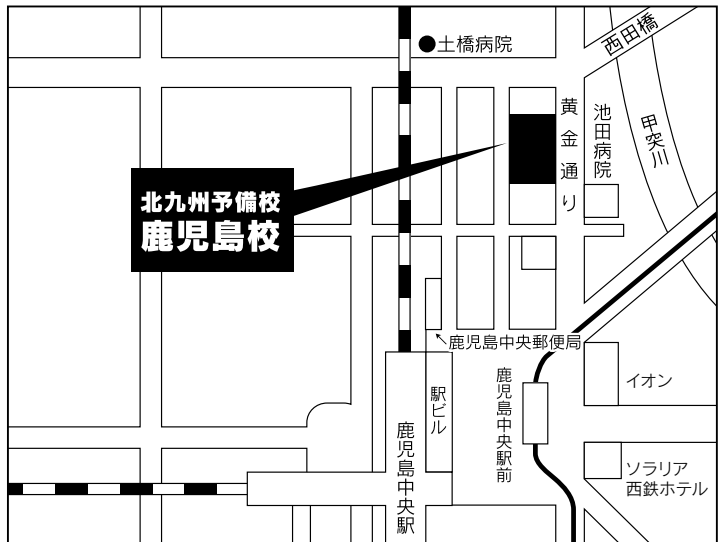 土橋病院
西田橋
黄金通り
池田病院
甲突川
北九州予備校
鹿児島校
鹿児島中央郵便局
駅ビル
鹿児島中央駅前
イオン
鹿児島中央駅
ソラリア
西鉄ホテル